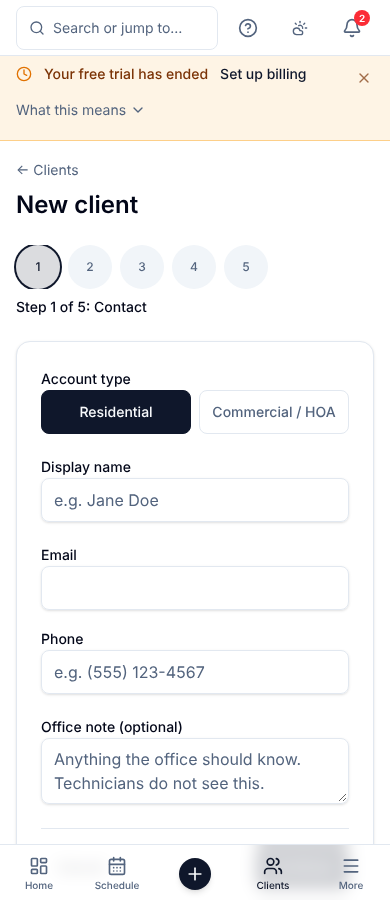 Search or jump to...
2
Your free trial has ended Set up billing
What this means
← Clients
New client
1 2 3 4 5
Step 1 of 5: Contact
Account type
Residential Commercial / HOA
Display name
e.g. Jane Doe
Email
Phone
e.g. (555) 123-4567
Office note (optional)
Anything the office should know.
Technicians do not see this.
Home Schedule Clients More